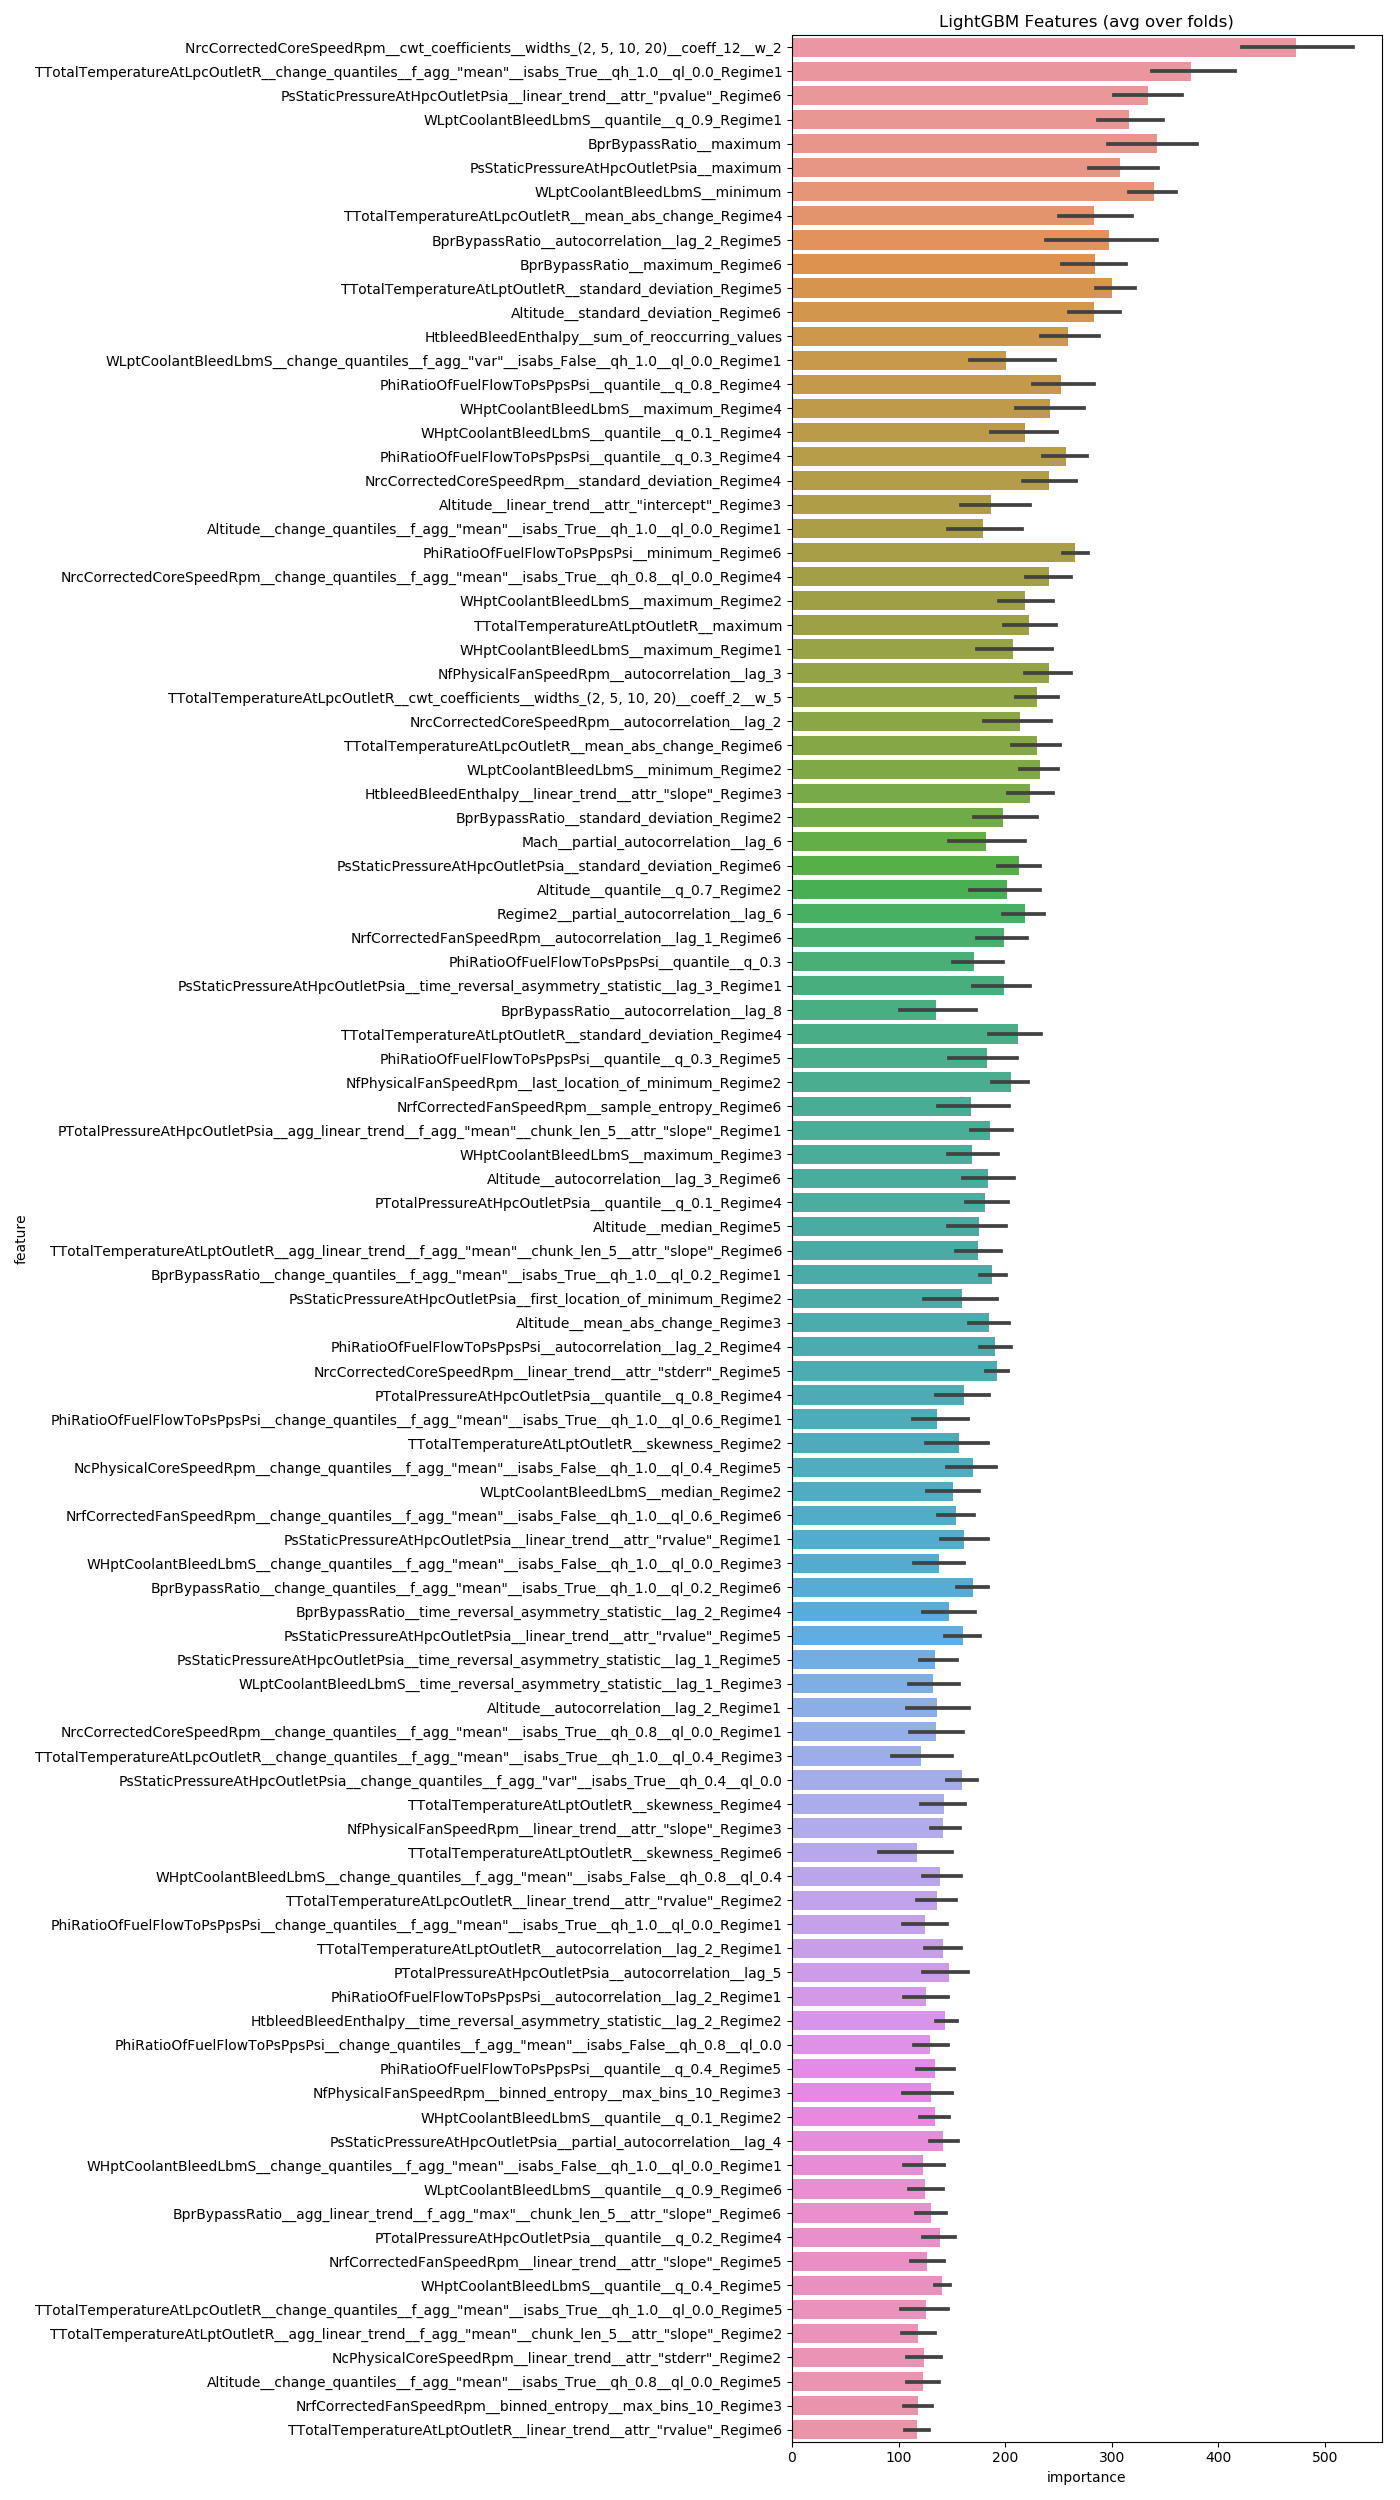 LightGBM Features (avg over folds)
NrcCorrectedCoreSpeedRpm__cwt_coefficients__widths_(2, 5, 10, 20)__coeff_12__w_2
TTotalTemperatureAtLpcOutletR__change_quantiles__f_agg_"mean"__isabs_True__qh_1.0__ql_0.0_Regime1
PsStaticPressureAtHpcOutletPsia__linear_trend__attr_"pvalue"_Regime6
WLptCoolantBleedLbmS__quantile__q_0.9_Regime1
BprBypassRatio__maximum
PsStaticPressureAtHpcOutletPsia__maximum
WLptCoolantBleedLbmS__minimum
TTotalTemperatureAtLpcOutletR__mean_abs_change_Regime4
BprBypassRatio__autocorrelation__lag_2_Regime5
BprBypassRatio__maximum_Regime6
TTotalTemperatureAtLptOutletR__standard_deviation_Regime5
Altitude__standard_deviation_Regime6
HtbleedBleedEnthalpy__sum_of_reoccurring_values
WLptCoolantBleedLbmS__change_quantiles__f_agg_"var"__isabs_False__qh_1.0__ql_0.0_Regime1
PhiRatioOfFuelFlowToPsPpsPsi__quantile__q_0.8_Regime4
WHptCoolantBleedLbmS__maximum_Regime4
WHptCoolantBleedLbmS__quantile__q_0.1_Regime4
PhiRatioOfFuelFlowToPsPpsPsi__quantile__q_0.3_Regime4
NrcCorrectedCoreSpeedRpm__standard_deviation_Regime4
Altitude__linear_trend__attr_"intercept"_Regime3
Altitude__change_quantiles__f_agg_"mean"__isabs_True__qh_1.0__ql_0.0_Regime1
PhiRatioOfFuelFlowToPsPpsPsi__minimum_Regime6
NrcCorrectedCoreSpeedRpm__change_quantiles__f_agg_"mean"__isabs_True__qh_0.8__ql_0.0_Regime4
WHptCoolantBleedLbmS__maximum_Regime2
TTotalTemperatureAtLptOutletR__maximum
WHptCoolantBleedLbmS__maximum_Regime1
NfPhysicalFanSpeedRpm__autocorrelation__lag_3
TTotalTemperatureAtLpcOutletR__cwt_coefficients__widths_(2, 5, 10, 20)__coeff_2__w_5
NrcCorrectedCoreSpeedRpm__autocorrelation__lag_2
TTotalTemperatureAtLpcOutletR__mean_abs_change_Regime6
WLptCoolantBleedLbmS__minimum_Regime2
HtbleedBleedEnthalpy__linear_trend__attr_"slope"_Regime3
BprBypassRatio__standard_deviation_Regime2
Mach__partial_autocorrelation__lag_6
PsStaticPressureAtHpcOutletPsia__standard_deviation_Regime6
Altitude__quantile__q_0.7_Regime2
Regime2__partial_autocorrelation__lag_6
NrfCorrectedFanSpeedRpm__autocorrelation__lag_1_Regime6
PhiRatioOfFuelFlowToPsPpsPsi__quantile__q_0.3
PsStaticPressureAtHpcOutletPsia__time_reversal_asymmetry_statistic__lag_3_Regime1
BprBypassRatio__autocorrelation__lag_8
TTotalTemperatureAtLptOutletR__standard_deviation_Regime4
PhiRatioOfFuelFlowToPsPpsPsi__quantile__q_0.3_Regime5
NfPhysicalFanSpeedRpm__last_location_of_minimum_Regime2
NrfCorrectedFanSpeedRpm__sample_entropy_Regime6
PTotalPressureAtHpcOutletPsia__agg_linear_trend__f_agg_"mean"__chunk_len_5__attr_"slope"_Regime1
WHptCoolantBleedLbmS__maximum_Regime3
Altitude__autocorrelation__lag_3_Regime6
PTotalPressureAtHpcOutletPsia__quantile__q_0.1_Regime4
Altitude__median_Regime5
TTotalTemperatureAtLptOutletR__agg_linear_trend__f_agg_"mean"__chunk_len_5__attr_"slope"_Regime6
BprBypassRatio__change_quantiles__f_agg_"mean"__isabs_True__qh_1.0__ql_0.2_Regime1
PsStaticPressureAtHpcOutletPsia__first_location_of_minimum_Regime2
Altitude__mean_abs_change_Regime3
PhiRatioOfFuelFlowToPsPpsPsi__autocorrelation__lag_2_Regime4
NrcCorrectedCoreSpeedRpm__linear_trend__attr_"stderr"_Regime5
PTotalPressureAtHpcOutletPsia__quantile__q_0.8_Regime4
PhiRatioOfFuelFlowToPsPpsPsi__change_quantiles__f_agg_"mean"__isabs_True__qh_1.0__ql_0.6_Regime1
TTotalTemperatureAtLptOutletR__skewness_Regime2
NcPhysicalCoreSpeedRpm__change_quantiles__f_agg_"mean"__isabs_False__qh_1.0__ql_0.4_Regime5
WLptCoolantBleedLbmS__median_Regime2
NrfCorrectedFanSpeedRpm__change_quantiles__f_agg_"mean"__isabs_False__qh_1.0__ql_0.6_Regime6
PsStaticPressureAtHpcOutletPsia__linear_trend__attr_"rvalue"_Regime1
WHptCoolantBleedLbmS__change_quantiles__f_agg_"mean"__isabs_False__qh_1.0__ql_0.0_Regime3
BprBypassRatio__change_quantiles__f_agg_"mean"__isabs_True__qh_1.0__ql_0.2_Regime6
BprBypassRatio__time_reversal_asymmetry_statistic__lag_2_Regime4
PsStaticPressureAtHpcOutletPsia__linear_trend__attr_"rvalue"_Regime5
PsStaticPressureAtHpcOutletPsia__time_reversal_asymmetry_statistic__lag_1_Regime5
WLptCoolantBleedLbmS__time_reversal_asymmetry_statistic__lag_1_Regime3
Altitude__autocorrelation__lag_2_Regime1
NrcCorrectedCoreSpeedRpm__change_quantiles__f_agg_"mean"__isabs_True__qh_0.8__ql_0.0_Regime1
TTotalTemperatureAtLpcOutletR__change_quantiles__f_agg_"mean"__isabs_True__qh_1.0__ql_0.4_Regime3
PsStaticPressureAtHpcOutletPsia__change_quantiles__f_agg_"var"__isabs_True__qh_0.4__ql_0.0
TTotalTemperatureAtLptOutletR__skewness_Regime4
NfPhysicalFanSpeedRpm__linear_trend__attr_"slope"_Regime3
TTotalTemperatureAtLptOutletR__skewness_Regime6
WHptCoolantBleedLbmS__change_quantiles__f_agg_"mean"__isabs_False__qh_0.8__ql_0.4
TTotalTemperatureAtLpcOutletR__linear_trend__attr_"rvalue"_Regime2
PhiRatioOfFuelFlowToPsPpsPsi__change_quantiles__f_agg_"mean"__isabs_True__qh_1.0__ql_0.0_Regime1
TTotalTemperatureAtLptOutletR__autocorrelation__lag_2_Regime1
PTotalPressureAtHpcOutletPsia__autocorrelation__lag_5
PhiRatioOfFuelFlowToPsPpsPsi__autocorrelation__lag_2_Regime1
HtbleedBleedEnthalpy__time_reversal_asymmetry_statistic__lag_2_Regime2
PhiRatioOfFuelFlowToPsPpsPsi__change_quantiles__f_agg_"mean"__isabs_False__qh_0.8__ql_0.0
PhiRatioOfFuelFlowToPsPpsPsi__quantile__q_0.4_Regime5
NfPhysicalFanSpeedRpm__binned_entropy__max_bins_10_Regime3
WHptCoolantBleedLbmS__quantile__q_0.1_Regime2
PsStaticPressureAtHpcOutletPsia__partial_autocorrelation__lag_4
WHptCoolantBleedLbmS__change_quantiles__f_agg_"mean"__isabs_False__qh_1.0__ql_0.0_Regime1
WLptCoolantBleedLbmS__quantile__q_0.9_Regime6
BprBypassRatio__agg_linear_trend__f_agg_"max"__chunk_len_5__attr_"slope"_Regime6
PTotalPressureAtHpcOutletPsia__quantile__q_0.2_Regime4
NrfCorrectedFanSpeedRpm__linear_trend__attr_"slope"_Regime5
WHptCoolantBleedLbmS__quantile__q_0.4_Regime5
TTotalTemperatureAtLpcOutletR__change_quantiles__f_agg_"mean"__isabs_True__qh_1.0__ql_0.0_Regime5
TTotalTemperatureAtLptOutletR__agg_linear_trend__f_agg_"mean"__chunk_len_5__attr_"slope"_Regime2
NcPhysicalCoreSpeedRpm__linear_trend__attr_"stderr"_Regime2
Altitude__change_quantiles__f_agg_"mean"__isabs_True__qh_0.8__ql_0.0_Regime5
NrfCorrectedFanSpeedRpm__binned_entropy__max_bins_10_Regime3
TTotalTemperatureAtLptOutletR__linear_trend__attr_"rvalue"_Regime6
feature
0 100 200 300 400 500
importance